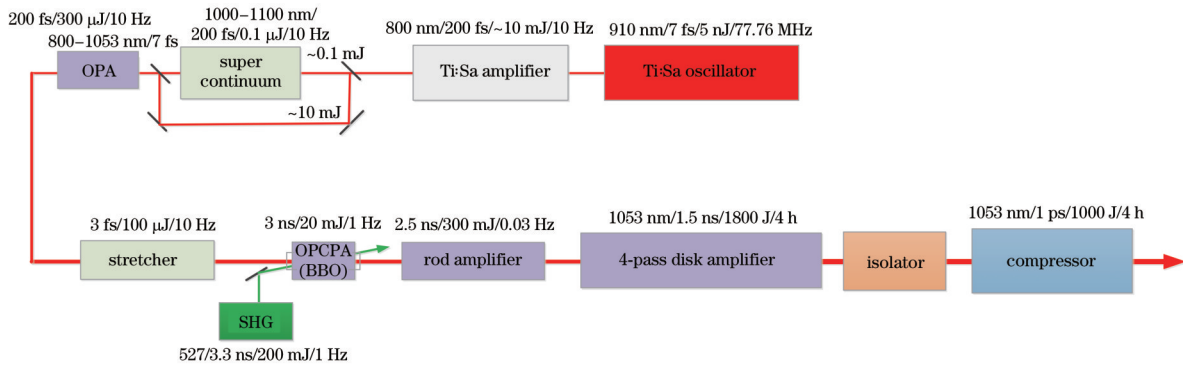 200 fs/300 μJ/10 Hz
800–1053 nm/7 fs
OPA
1000–1100 nm/
200 fs/0.1 μJ/10 Hz
super
continuum
~0.1 mJ
~10 mJ
800 nm/200 fs/~10 mJ/10 Hz
Ti:Sa amplifier
910 nm/7 fs/5 nJ/77.76 MHz
Ti:Sa oscillator
3 fs/100 μJ/10 Hz
stretcher
3 ns/20 mJ/1 Hz
OPCPA
(BBO)
SHG
527/3.3 ns/200 mJ/1 Hz
2.5 ns/300 mJ/0.03 Hz
rod amplifier
1053 nm/1.5 ns/1800 J/4 h
4-pass disk amplifier
isolator
1053 nm/1 ps/1000 J/4 h
compressor